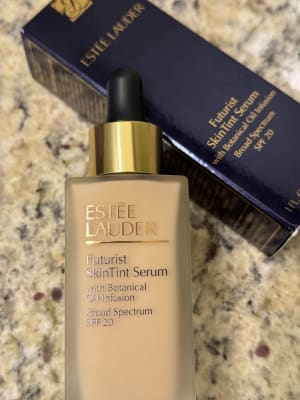 ESTĒE LAUDER
Futurist
SkinTint Serum
with Botanical Oil Infusion
Broad Spectrum
SPF 20
ESTĒE
LAUDER
Futurist
SkinTint Serum
with Botanical
Oil Infusion
Broad Spectrum
SPF 20